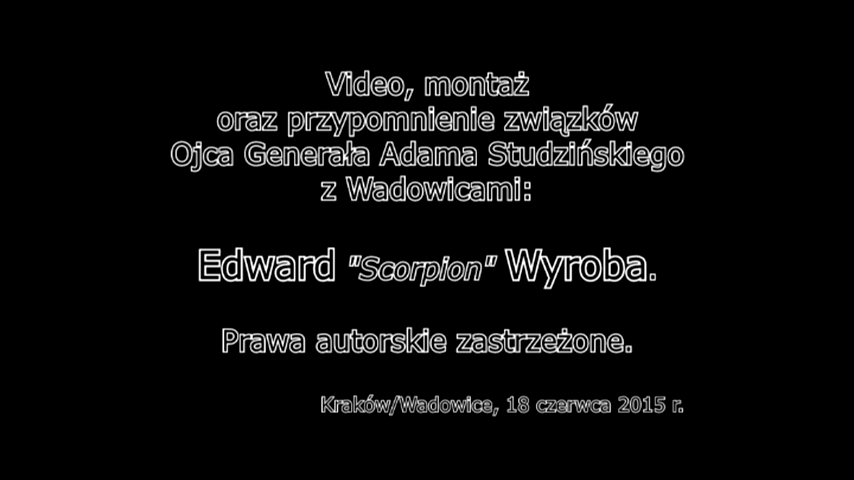 Video, montaż
oraz przypomnienie związków
Ojca Generała Adama Studzińskiego
z Wadowicami:
Edward "Scorpion" Wyroba.
Prawa autorskie zastrzeżone.
Kraków/Wadowice, 18 czerwca 2015 r.